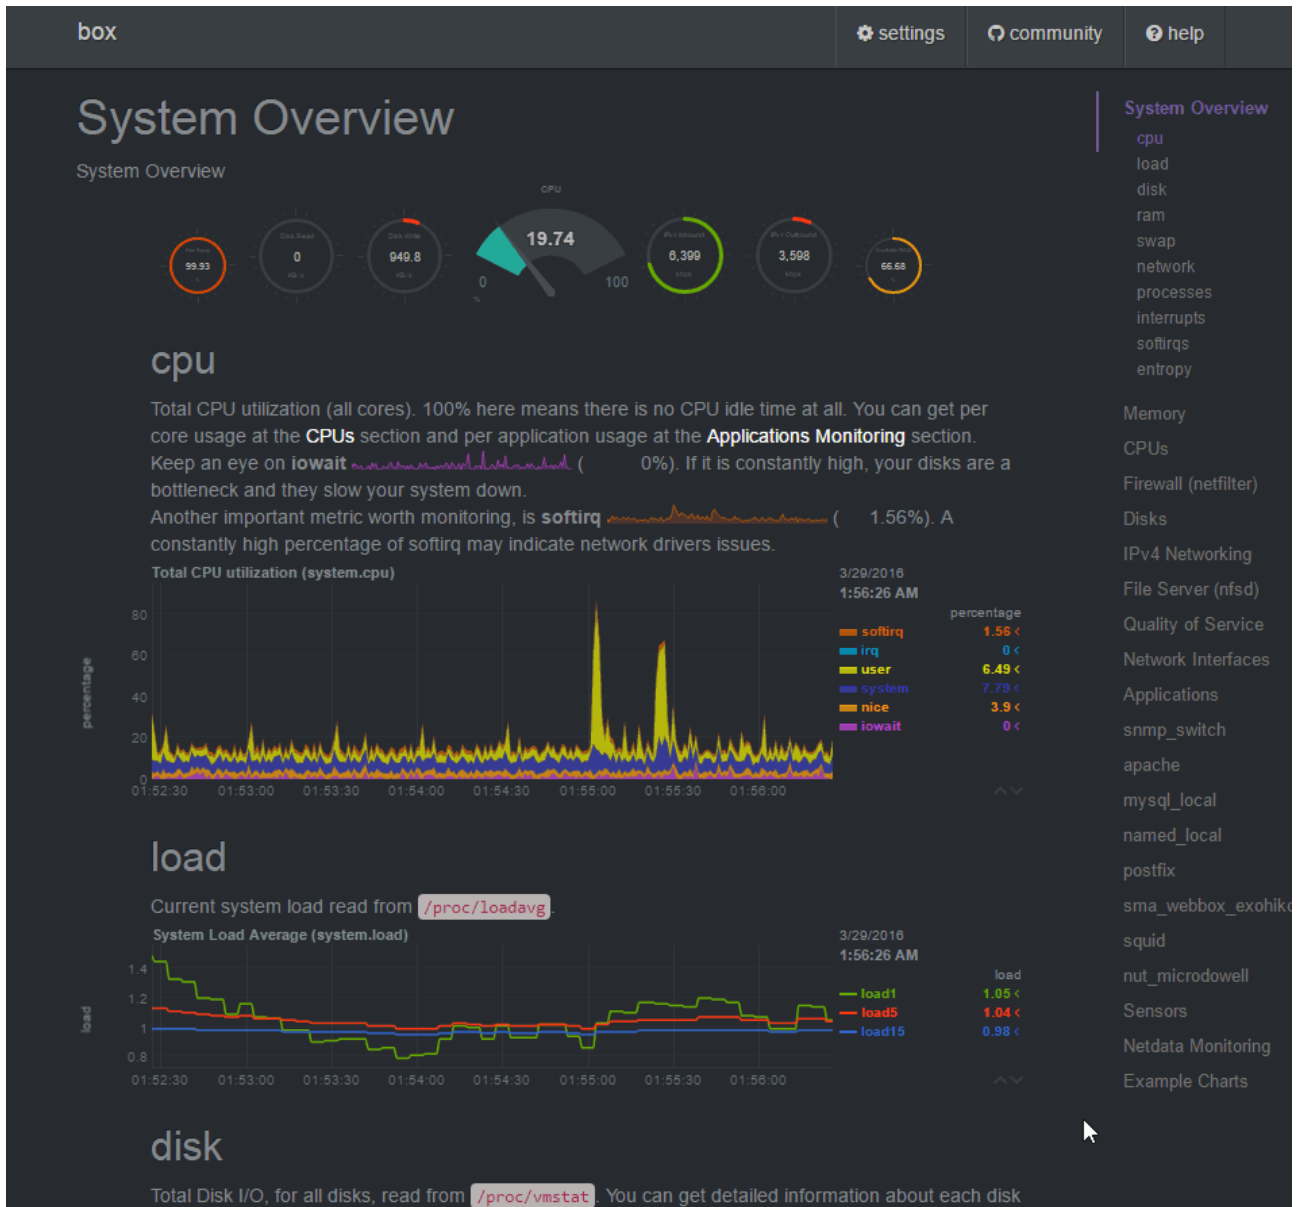 box
settings
community
help
System Overview
System Overview
CPU
99.93
%
Disk Read
0
KB/s
Disk Write
949.8
KB/s
19.74
0
100
%
IPv4 Inbound
6,399
kbps
IPv4 Outbound
3,598
kbps
66.68
%
cpu
Total CPU utilization (all cores). 100% here means there is no CPU idle time at all. You can get per
core usage at the CPUs section and per application usage at the Applications Monitoring section.
Keep an eye on iowait ( 0%). If it is constantly high, your disks are a
bottleneck and they slow your system down.
Another important metric worth monitoring, is softirq ( 1.56%). A
constantly high percentage of softirq may indicate network drivers issues.
Total CPU utilization (system.cpu)
percentage
80
60
40
20
0
01:52:30 01:53:00 01:53:30 01:54:00 01:54:30 01:55:00 01:55:30 01:56:00
3/29/2016
1:56:26 AM
percentage
softirq 1.56
irq 0
user 6.49
system 7.79
nice 3.9
iowait 0
load
Current system load read from /proc/loadavg.
System Load Average (system.load)
load
1.4
1.2
1
0.8
01:52:30 01:53:00 01:53:30 01:54:00 01:54:30 01:55:00 01:55:30 01:56:00
3/29/2016
1:56:26 AM
load
load1 1.05
load5 1.04
load15 0.98
disk
Total Disk I/O, for all disks, read from /proc/vmstat. You can get detailed information about each disk
System Overview
cpu
load
disk
ram
swap
network
processes
interrupts
softirqs
entropy
Memory
CPUs
Firewall (netfilter)
Disks
IPv4 Networking
File Server (nfsd)
Quality of Service
Network Interfaces
Applications
snmp_switch
apache
mysql_local
named_local
postfix
sma_webbox_exohik
squid
nut_microdowell
Sensors
Netdata Monitoring
Example Charts